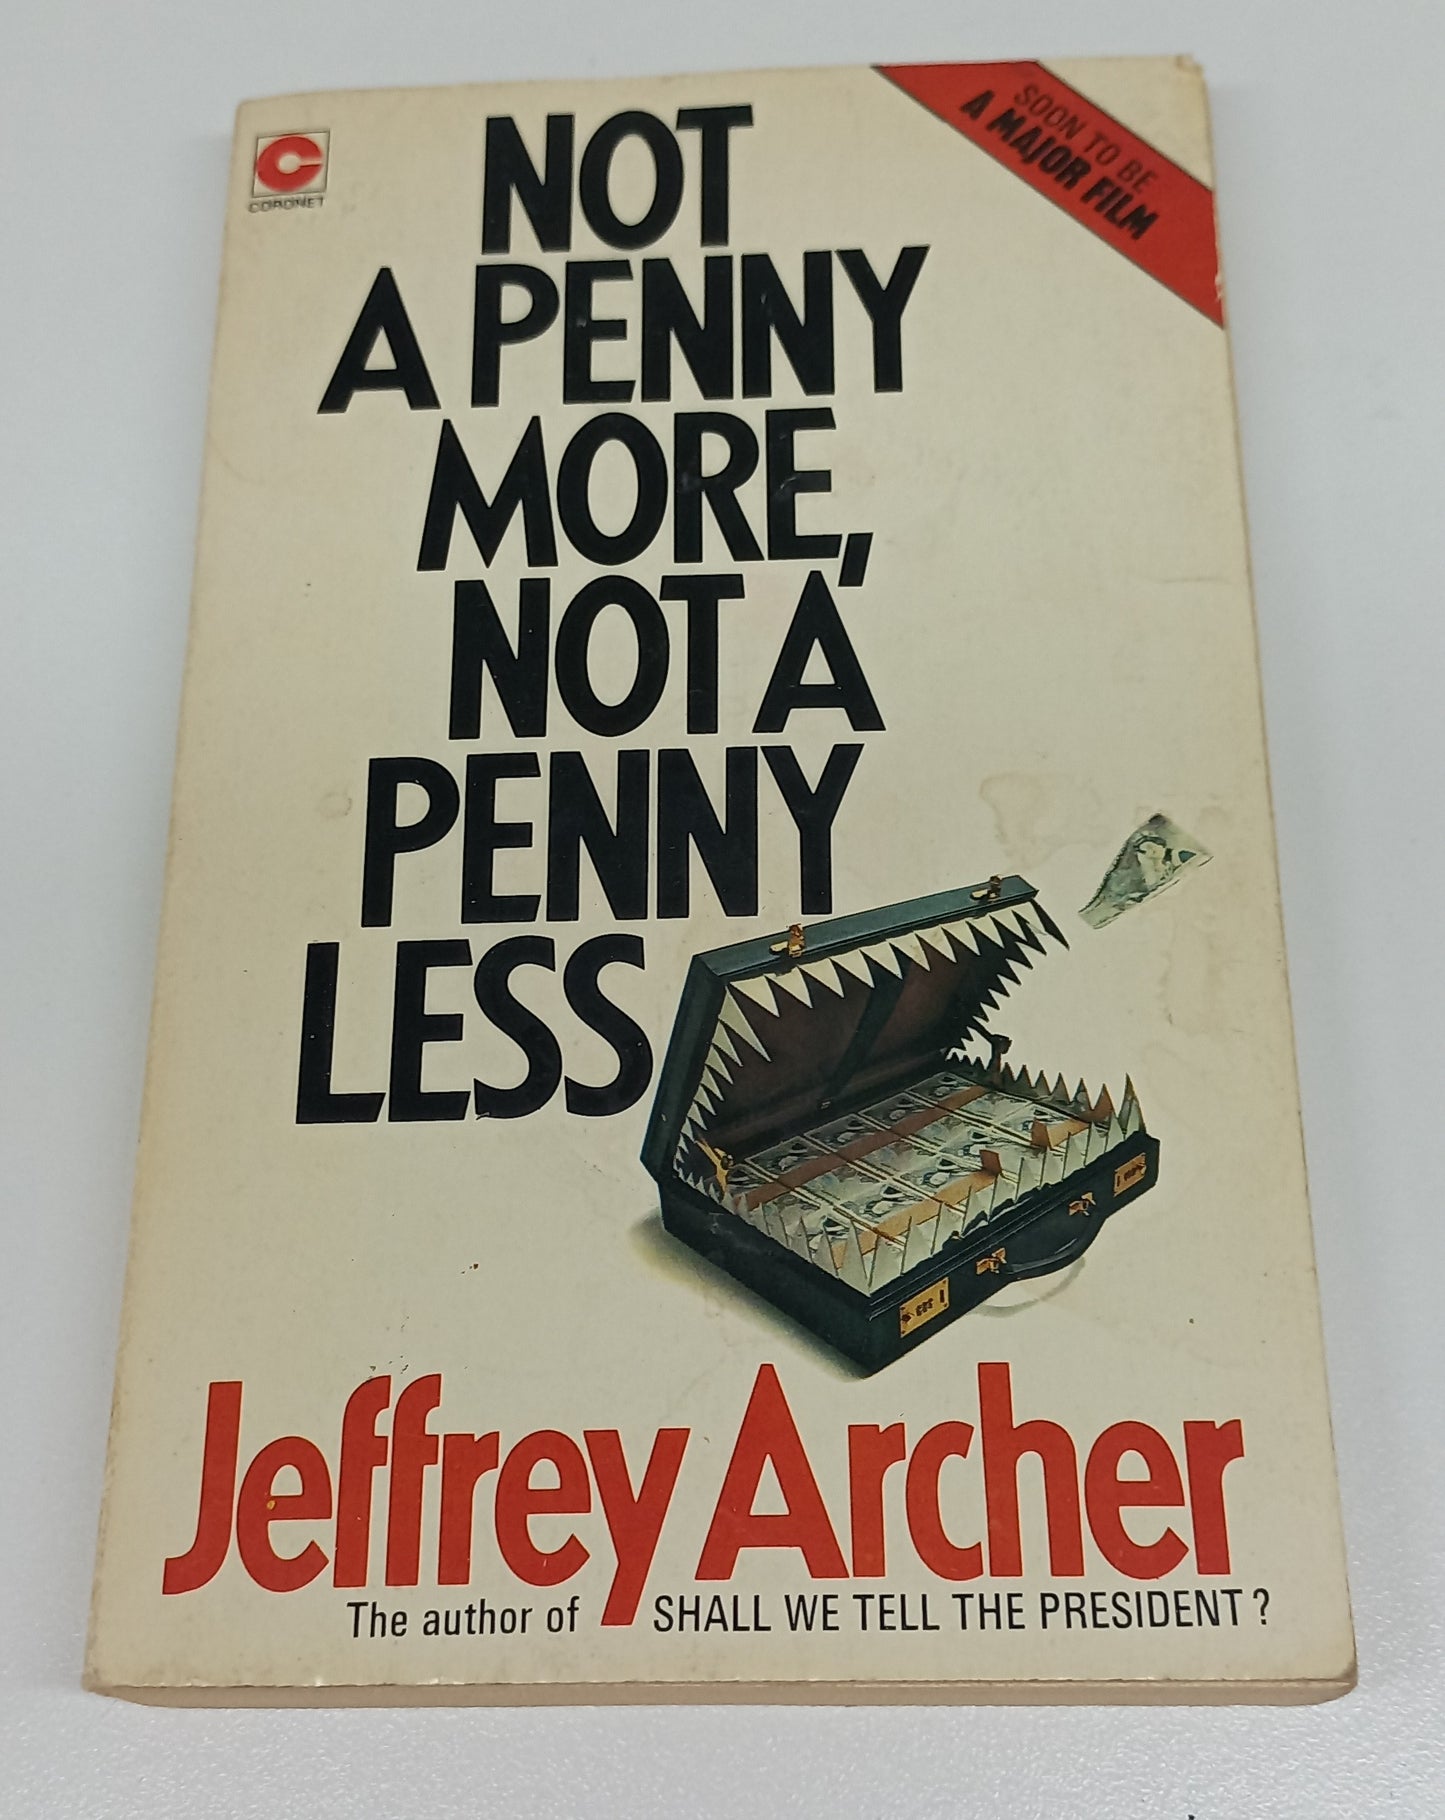 CORONET
SOON TO BE
A MAJOR FILM
NOT
A PENNY
MORE,
NOT A
PENNY
LESS
Jeffrey Archer
The author of SHALL WE TELL THE PRESIDENT?